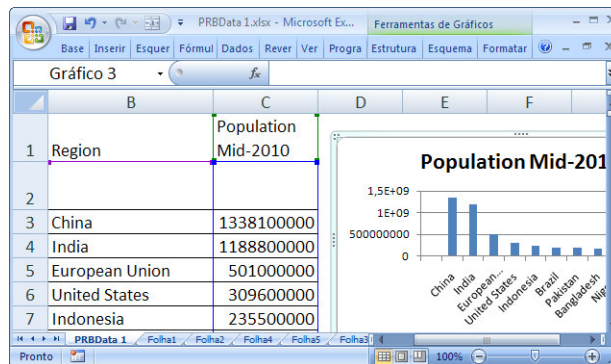 PRBData 1.xlsx - Microsoft Ex... Ferramentas de Gráficos
Base Inserir Esquer Fórmul Dados Rever Ver Progra Estrutura Esquema Formatar
Gráfico 3 fx
B C D E F
1 Region Population Mid-2010
Population Mid-201
2
1,5E+09
1E+09
500000000
0
3 China 1338100000
4 India 1188800000
5 European Union 501000000
6 United States 309600000
7 Indonesia 235500000
China India European... United States Indonesia Brazil Pakistan Bangladesh Nig
PRBData 1 Folha1 Folha2 Folha4 Folha5 Folha3
Pronto 100%